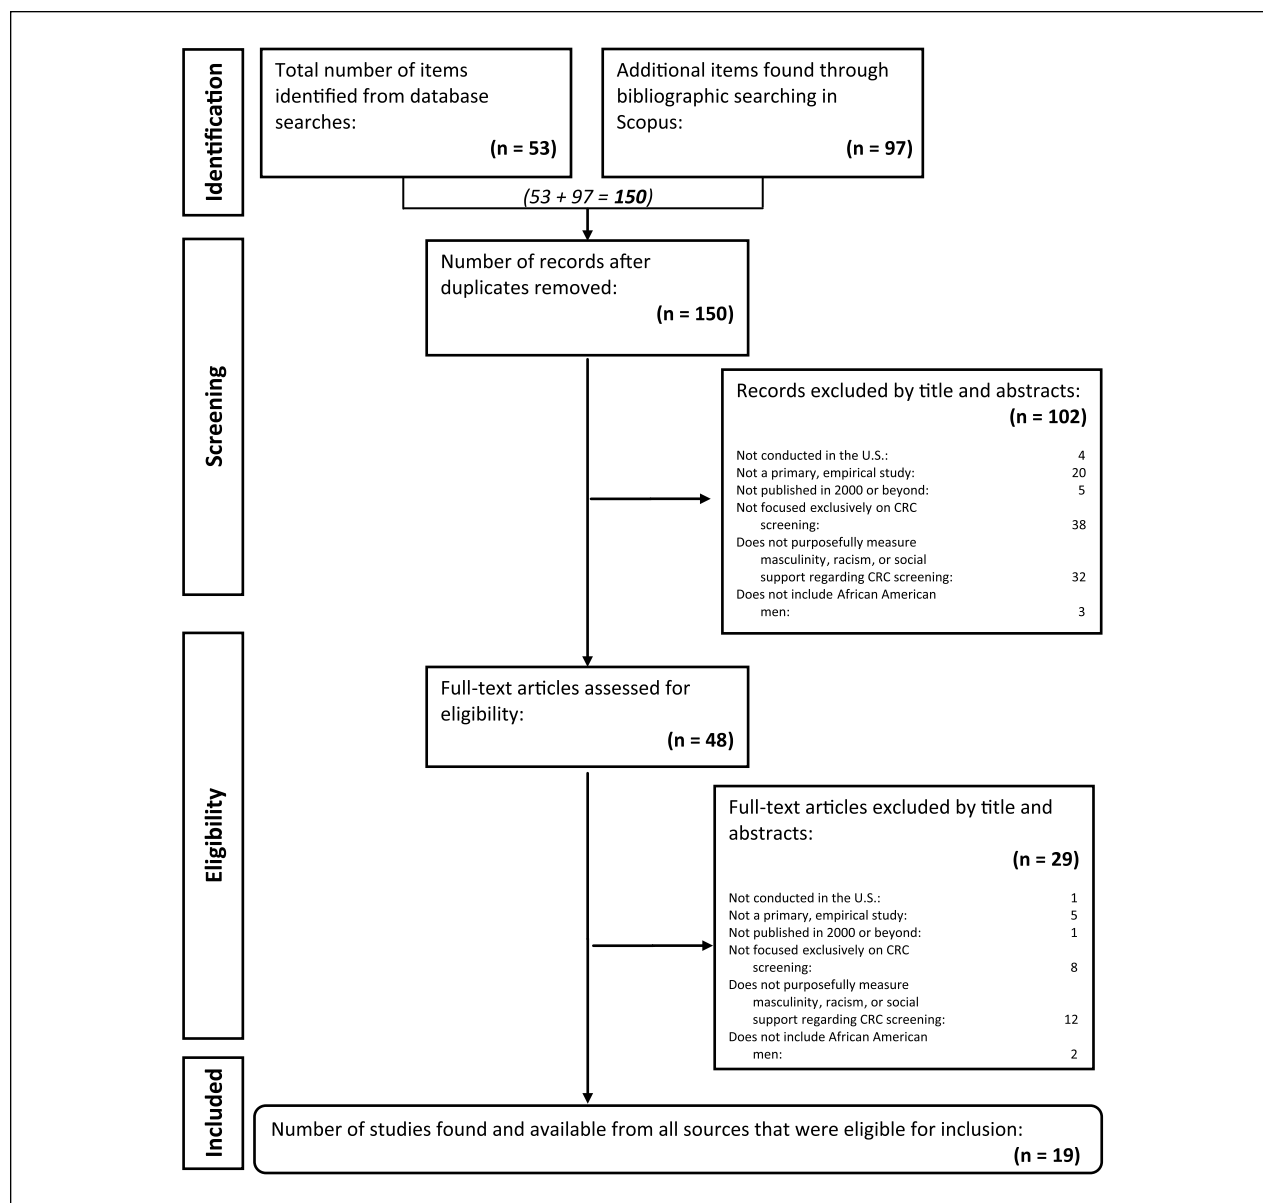 Identification
Total number of items
identified from database
searches:
(n = 53)
Additional items found through
bibliographic searching in
Scopus:
(n = 97)
(53 + 97 = 150)
Screening
Number of records after
duplicates removed:
(n = 150)
Records excluded by title and abstracts:
(n = 102)
Not conducted in the U.S.: 4
Not a primary, empirical study: 20
Not published in 2000 or beyond: 5
Not focused exclusively on CRC
screening: 38
Does not purposefully measure
masculinity, racism, or social
support regarding CRC screening: 32
Does not include African American
men: 3
Eligibility
Full-text articles assessed for
eligibility:
(n = 48)
Full-text articles excluded by title and
abstracts:
(n = 29)
Not conducted in the U.S.: 1
Not a primary, empirical study: 5
Not published in 2000 or beyond: 1
Not focused exclusively on CRC
screening: 8
Does not purposefully measure
masculinity, racism, or social
support regarding CRC screening: 12
Does not include African American
men: 2
Included
Number of studies found and available from all sources that were eligible for inclusion:
(n = 19)